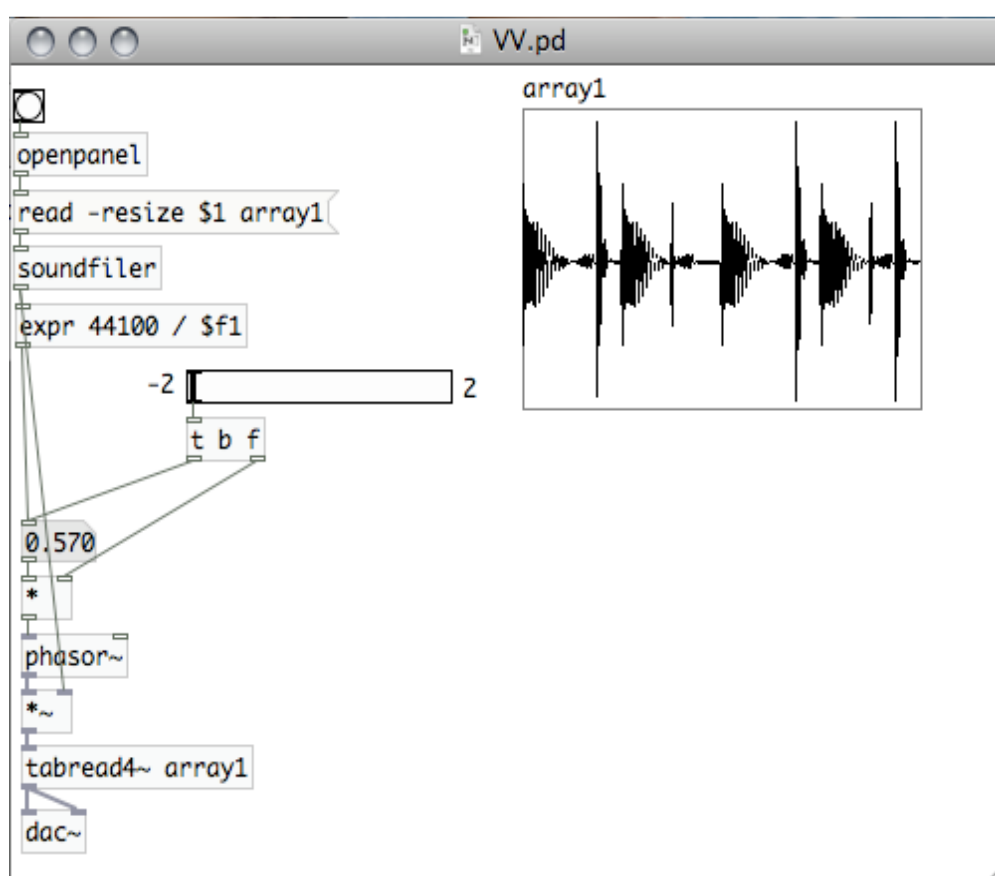 VV.pd
array1
openpanel
read -resize $1 array1
soundfiler
expr 44100 / $f1
-2
2
t b f
0.570
*
phasor~
*~
tabread4~ array1
dac~